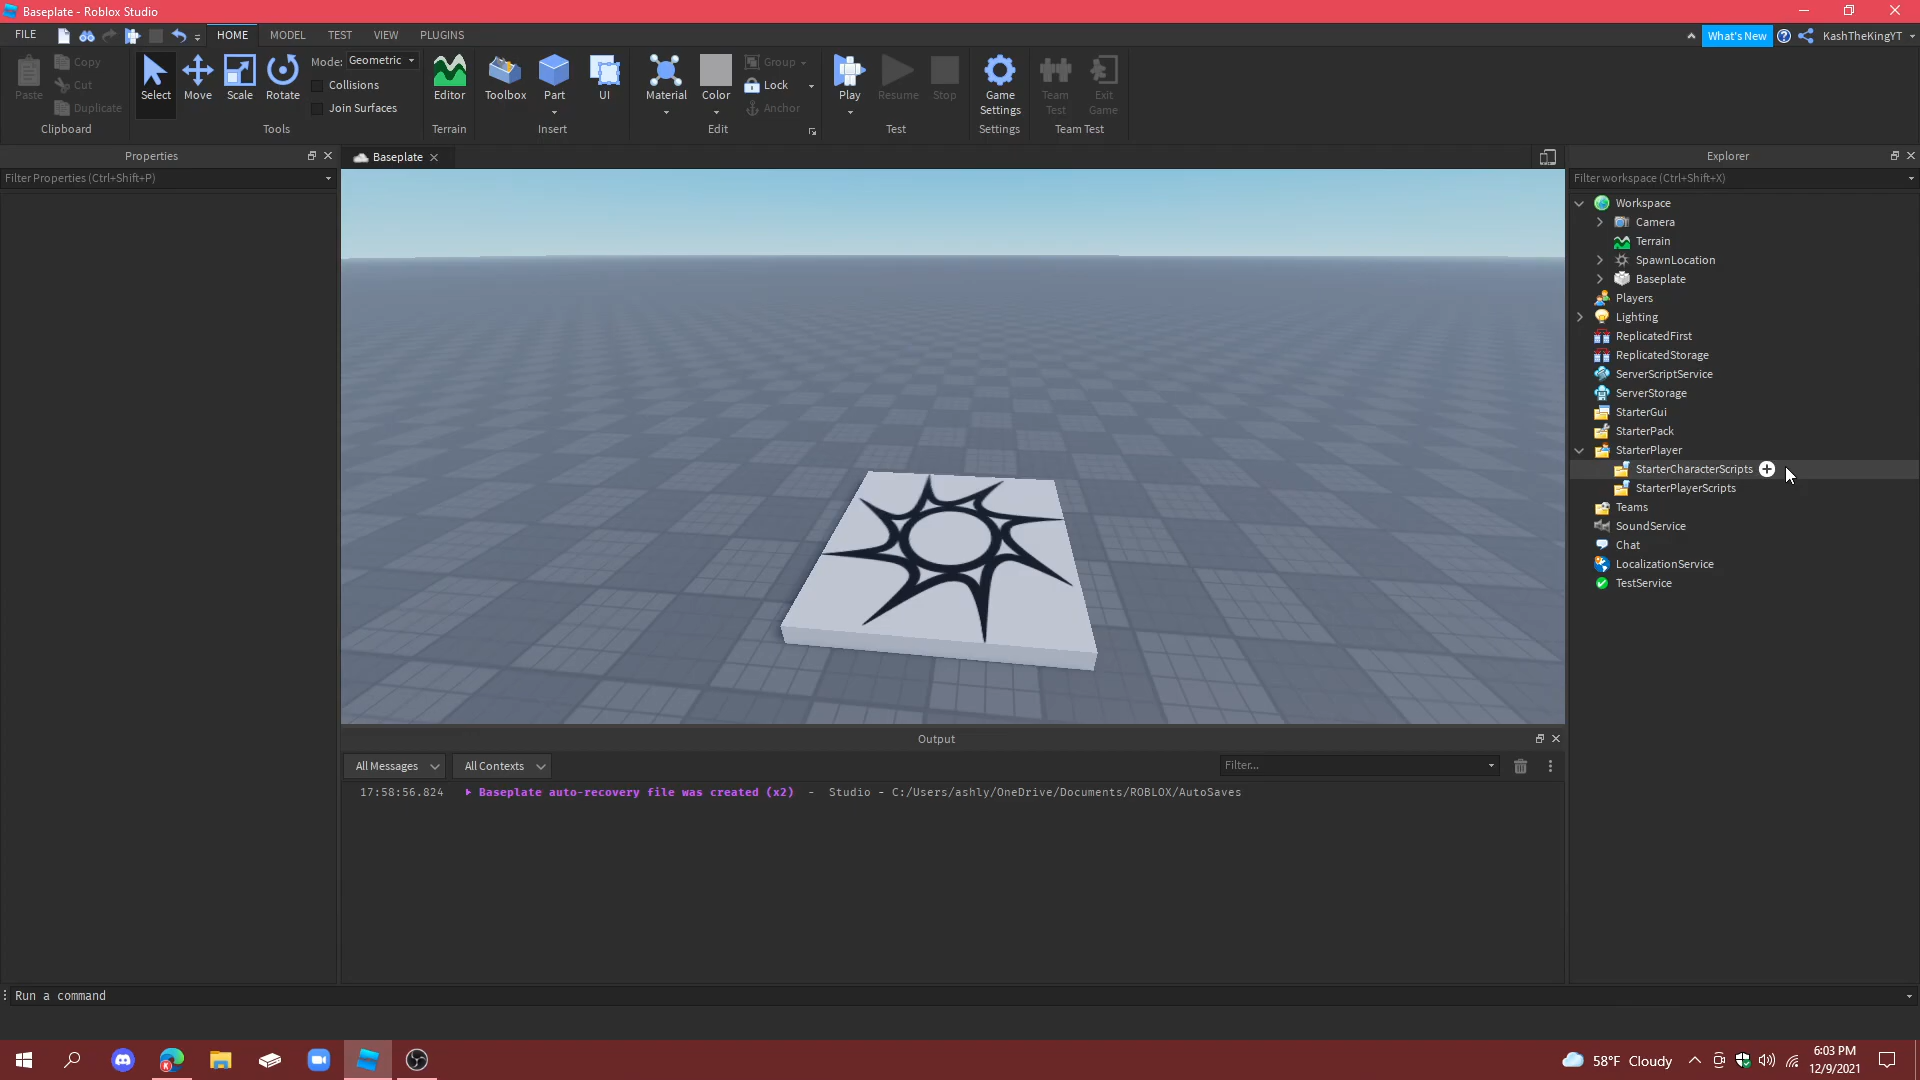 Baseplate - Roblox Studio
FILE HOME MODEL TEST VIEW PLUGINS What's New KashTheKingYT
Paste Copy Cut Duplicate
Clipboard
Select Move Scale Rotate
Mode: Geometric
Collisions
Join Surfaces
Tools
Editor
Terrain
Toolbox Part UI
Insert
Material Color Group Lock Anchor
Edit
Play Resume Stop
Test
Game Settings
Settings
Team Test Exit Game
Team Test
Properties
Filter Properties (Ctrl+Shift+P)
Baseplate
Explorer
Filter workspace (Ctrl+Shift+X)
Workspace
Camera
Terrain
SpawnLocation
Baseplate
Players
Lighting
ReplicatedFirst
ReplicatedStorage
ServerScriptService
ServerStorage
StarterGui
StarterPack
StarterPlayer
StarterCharacterScripts
StarterPlayerScripts
Teams
SoundService
Chat
LocalizationService
TestService
Output
All Messages All Contexts Filter...
17:58:56.824 Baseplate auto-recovery file was created (x2) - Studio - C:/Users/ashly/OneDrive/Documents/ROBLOX/AutoSaves
Run a command
58°F Cloudy
6:03 PM
12/9/2021